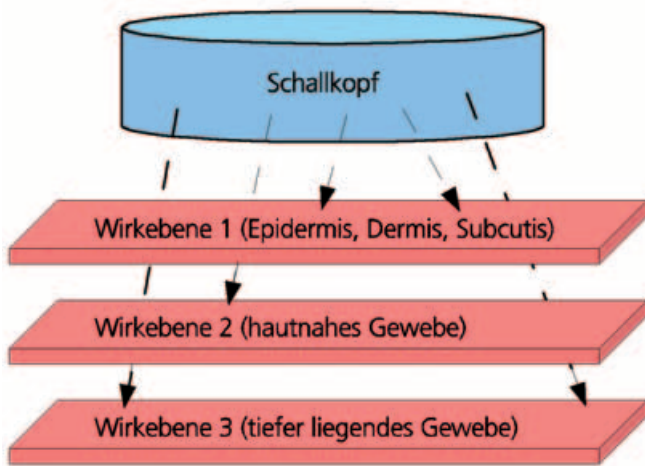 Schallkopf
Wirkebene 1 (Epidermis, Dermis, Subcutis)
Wirkebene 2 (hautnahes Gewebe)
Wirkebene 3 (tiefer liegendes Gewebe)